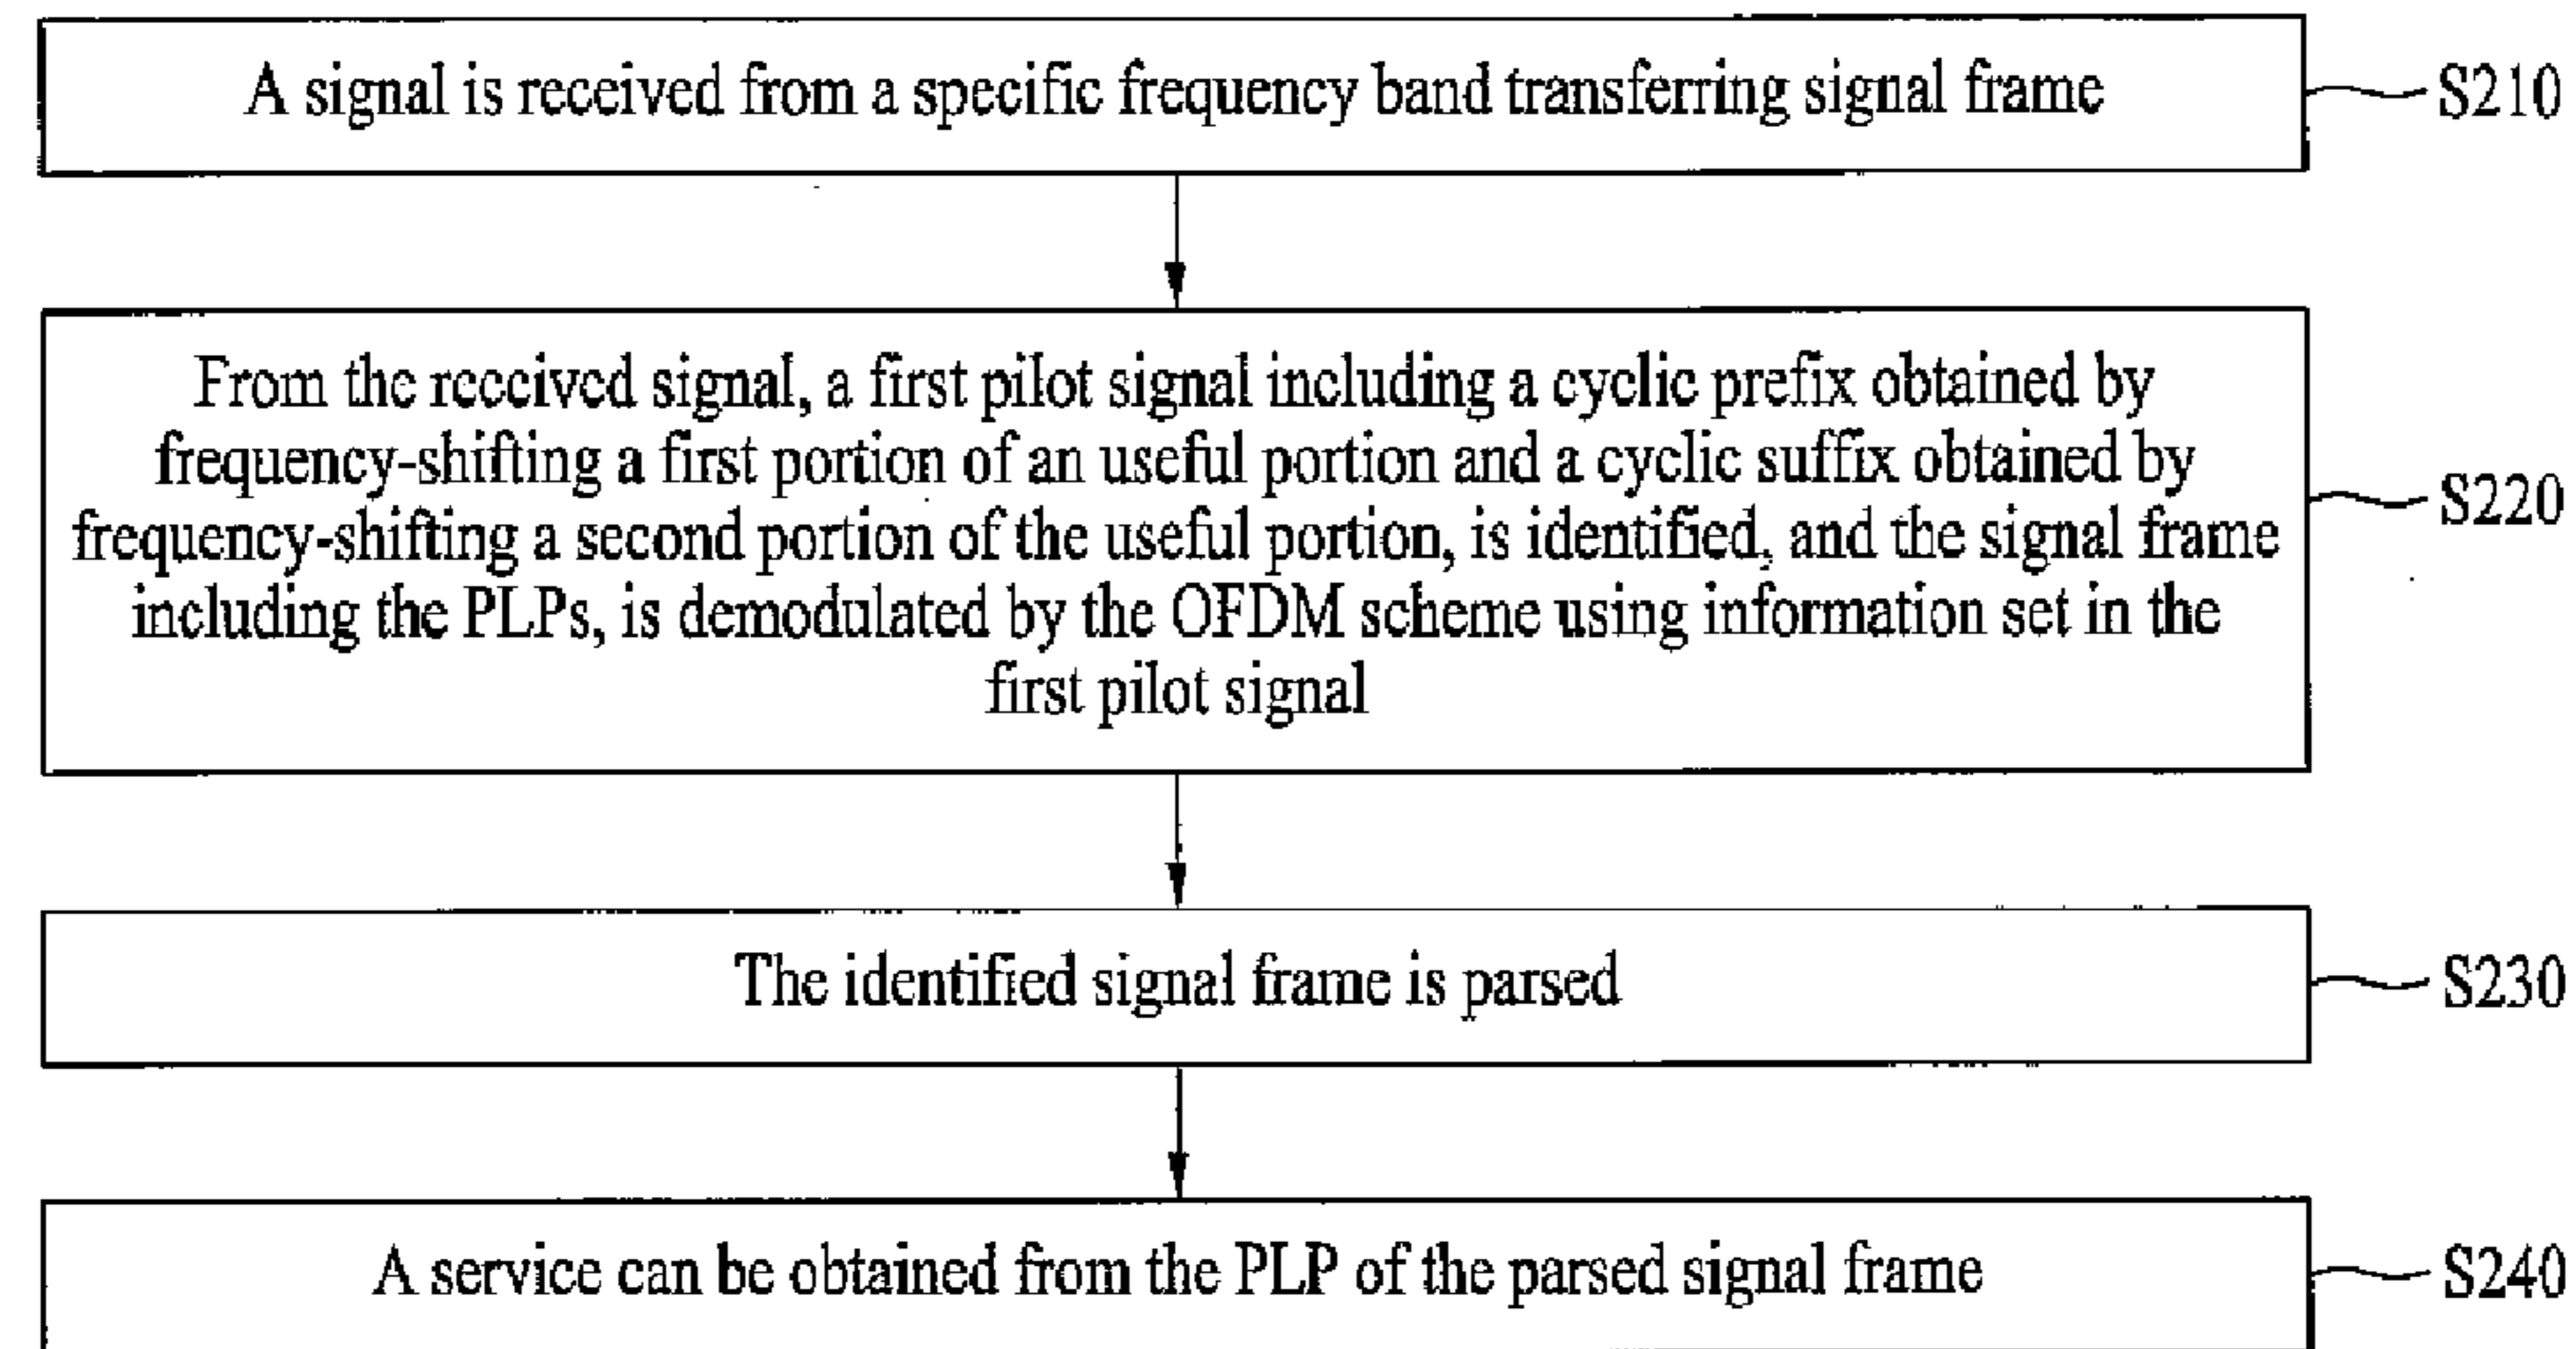 A signal is received from a specific frequency band transferring signal frame
S210
From the received signal, a first pilot signal including a cyclic prefix obtained by
frequency-shifting a first portion of an useful portion and a cyclic suffix obtained by
frequency-shifting a second portion of the useful portion, is identified, and the signal frame
including the PLPs, is demodulated by the OFDM scheme using information set in the
first pilot signal
S220
The identified signal frame is parsed
S230
A service can be obtained from the PLP of the parsed signal frame
S240